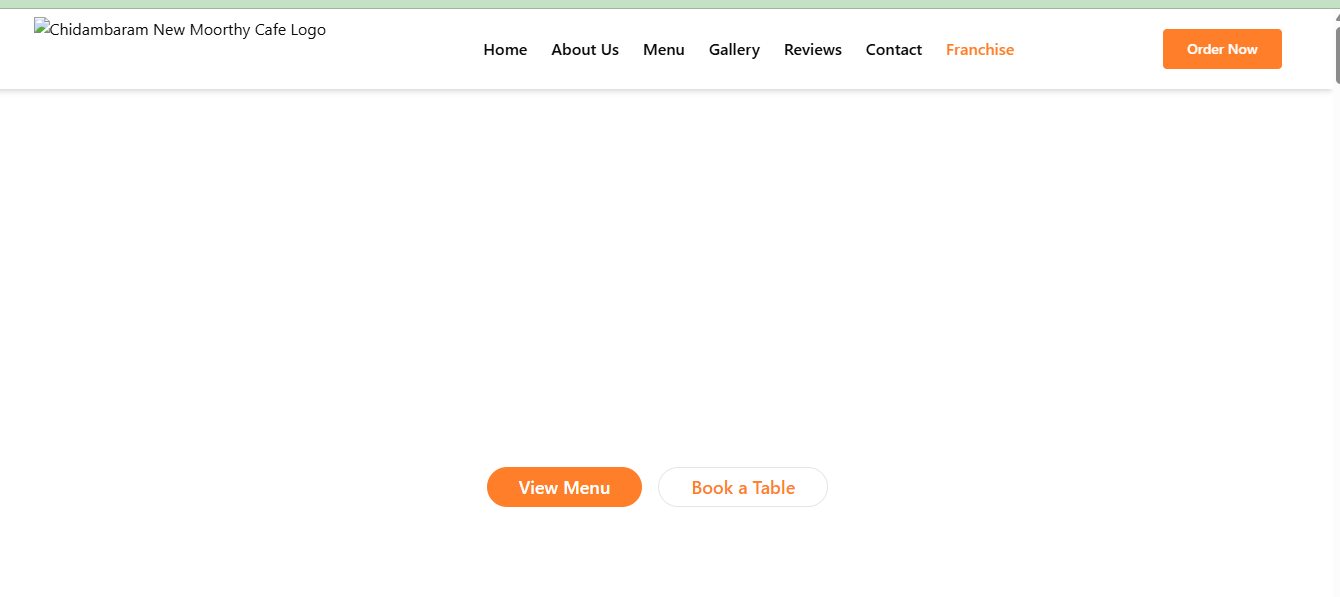 Chidambaram New Moorthy Cafe Logo
Home About Us Menu Gallery Reviews Contact Franchise Order Now
View Menu Book a Table